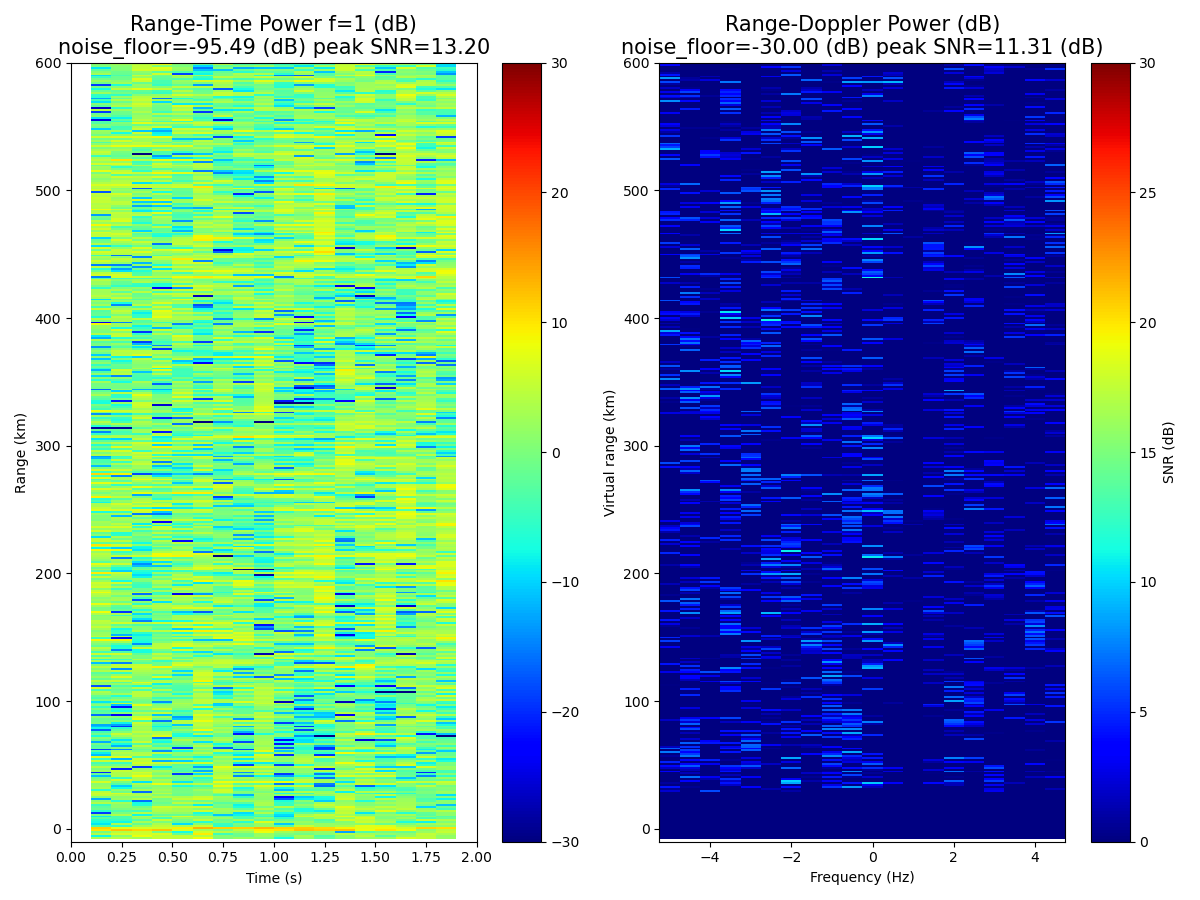 Range-Time Power f=1 (dB)
noise_floor=-95.49 (dB) peak SNR=13.20
Range-Doppler Power (dB)
noise_floor=-30.00 (dB) peak SNR=11.31 (dB)
600
500
400
300
200
100
0
Range (km)
0.00 0.25 0.50 0.75 1.00 1.25 1.50 1.75 2.00
Time (s)
30
20
10
0
−10
−20
−30
600
500
400
300
200
100
0
Virtual range (km)
−4 −2 0 2 4
Frequency (Hz)
30
25
20
15
10
5
0
SNR (dB)